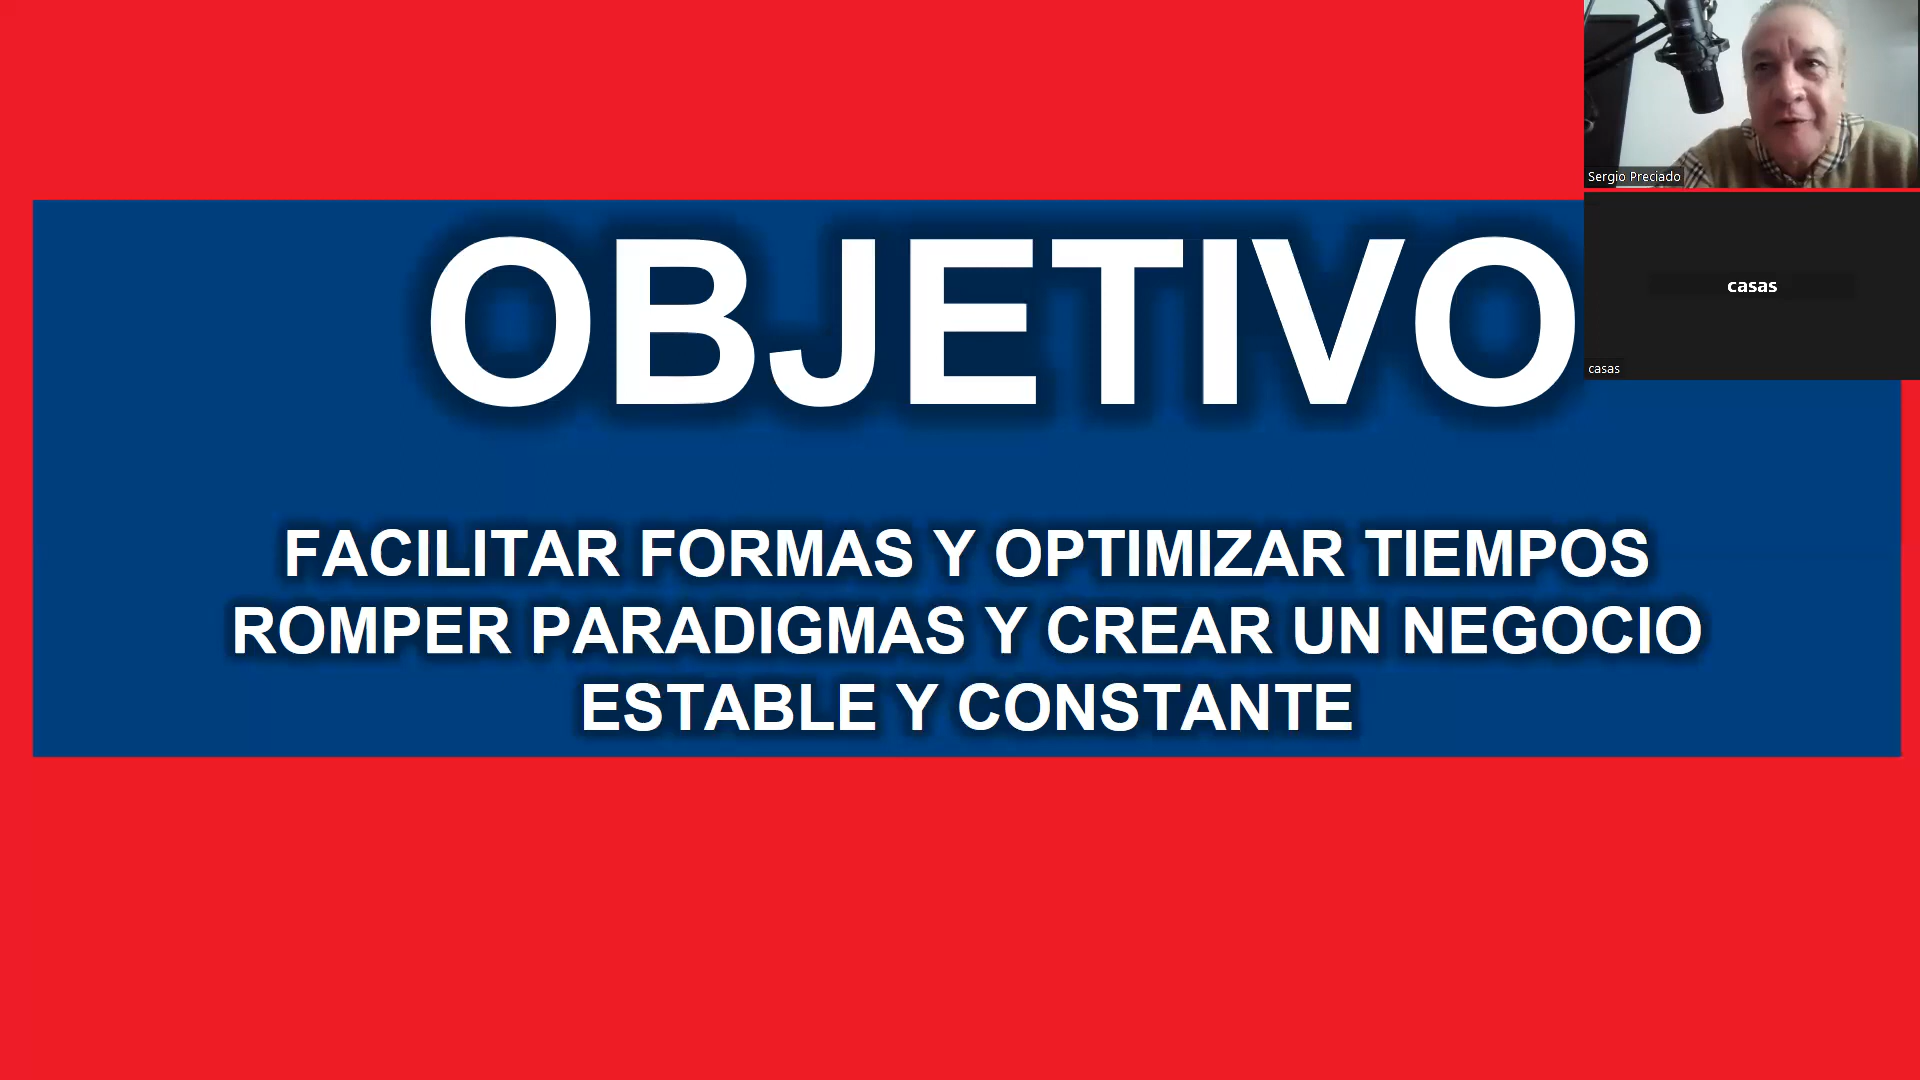 Sergio Preciado
OBJETIVO
casas
casas
FACILITAR FORMAS Y OPTIMIZAR TIEMPOS
ROMPER PARADIGMAS Y CREAR UN NEGOCIO
ESTABLE Y CONSTANTE